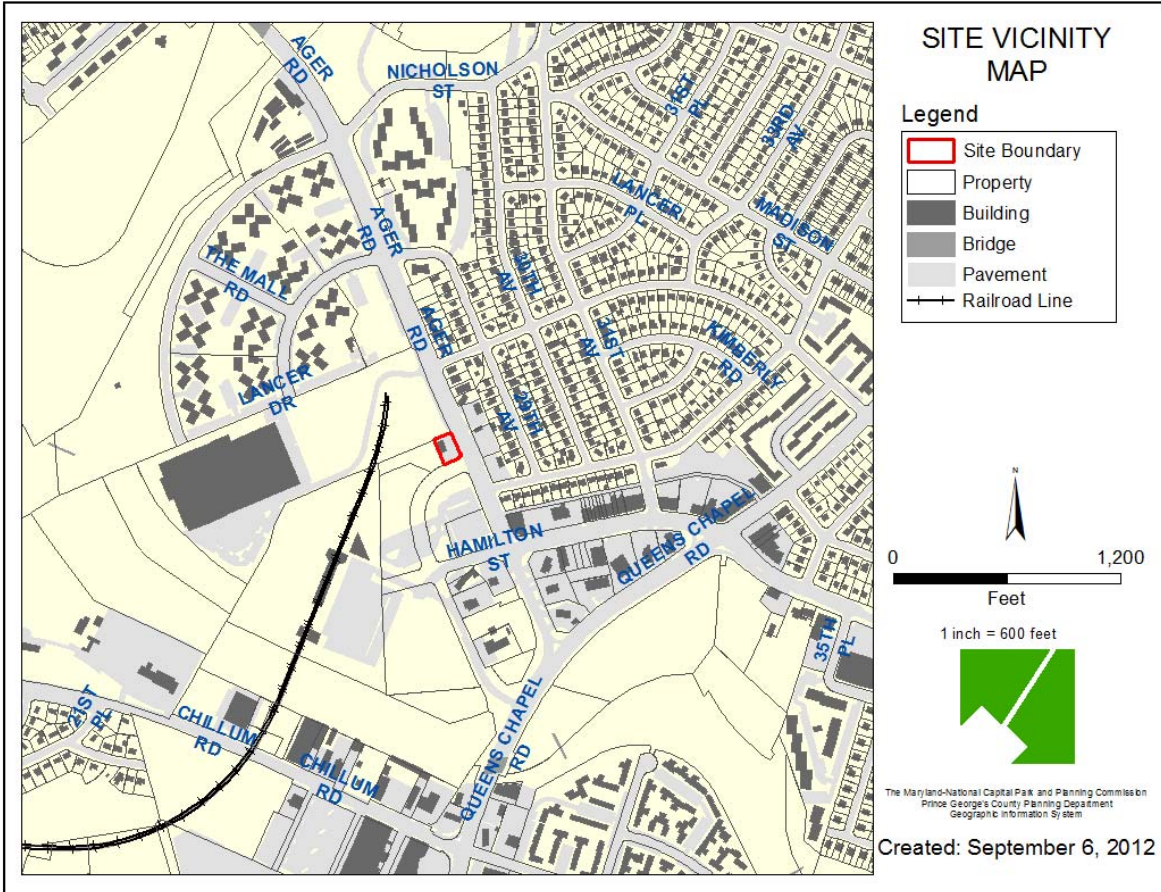 AGER
RD
NICHOLSON
ST
31ST
PL
33RD
AV
LANCER
PL
MADISON
ST
AGER
RD
THE MALL
RD
30TH
AV
AGER
RD
31ST
AV
KIMBERLY
RD
LANCER
DR
29TH
AV
HAMILTON
ST
QUEENS CHAPEL
RD
35TH
PL
21ST
PL
CHILLUM
RD
CHILLUM
RD
QUEENS CHAPEL
RD
SITE VICINITY
MAP
Legend
Site Boundary
Property
Building
Bridge
Pavement
Railroad Line
N
0 1,200
Feet
1 inch = 600 feet
The Maryland-National Capital Park and Planning Commission
Prince George's County Planning Department
Geographic Information System
Created: September 6, 2012